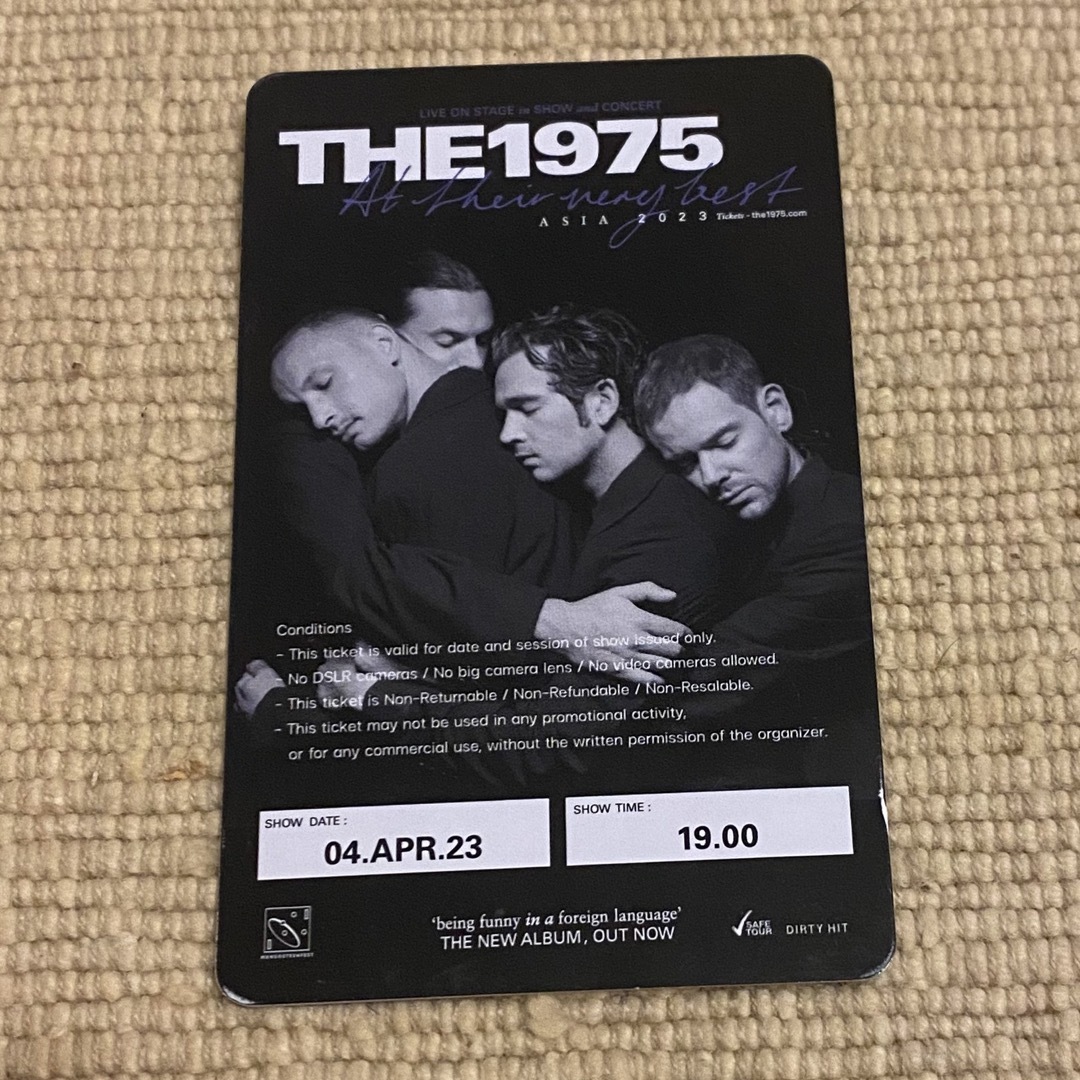 LIVE ON STAGE in SHOW and CONCERT
THE 1975
At their very best
ASIA 2023 Tickets - the1975.com
Conditions
- This ticket is valid for date and session of show issued only.
- No DSLR cameras / No big camera lens / No video cameras allowed.
- This ticket is Non-Returnable / Non-Refundable / Non-Resalable.
- This ticket may not be used in any promotional activity,
or for any commercial use, without the written permission of the organizer.
SHOW DATE :
04.APR.23
SHOW TIME :
19.00
'being funny in a foreign language'
THE NEW ALBUM, OUT NOW
SAFE
TOUR
DIRTY HIT